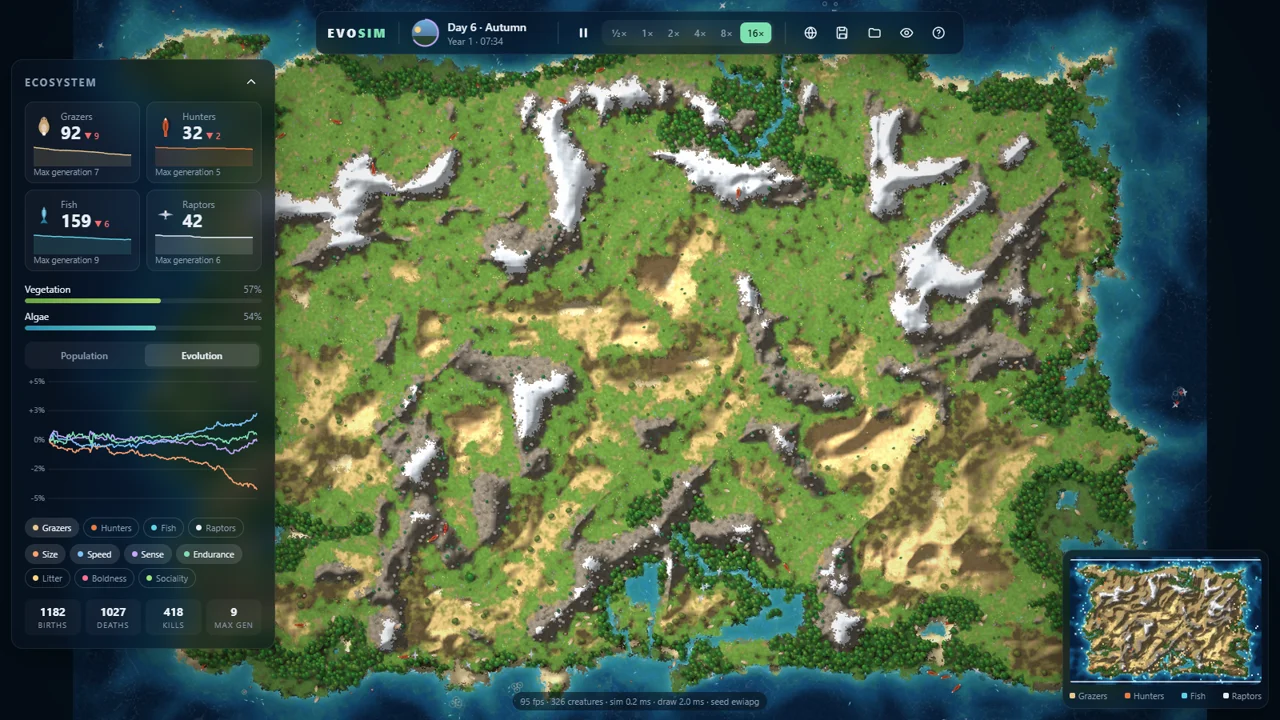 EVOSIM
Day 6 · Autumn
Year 1 · 07:34
½× 1× 2× 4× 8× 16×
ECOSYSTEM
Grazers
92 ▼ 9
Max generation 7
Hunters
32 ▼ 2
Max generation 5
Fish
159 ▼ 6
Max generation 9
Raptors
42
Max generation 6
Vegetation 57%
Algae 54%
Population Evolution
+5%
+3%
0%
-2%
-5%
Grazers Hunters Fish Raptors
Size Speed Sense Endurance
Litter Boldness Sociality
1182 1027 418 9
BIRTHS DEATHS KILLS MAX GEN
95 fps · 326 creatures · sim 0.2 ms · draw 2.0 ms · seed ewiapg
Grazers Hunters Fish Raptors